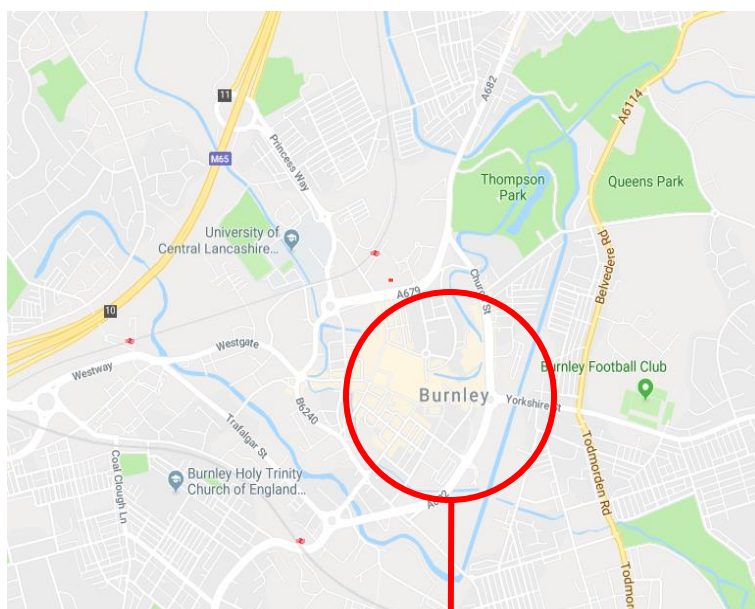 11
A682
A6114
M65
Princess Way
Thompson
Park
Queens Park
University of
Central Lancashire...
Belvedere Rd
Church St
A679
10
Westgate
Westway
Burnley Football Club
Burnley
Yorkshire St
B6240
Trafalgar St
Todmorden Rd
Coal Clough Ln
Burnley Holy Trinity
Church of England...
A682